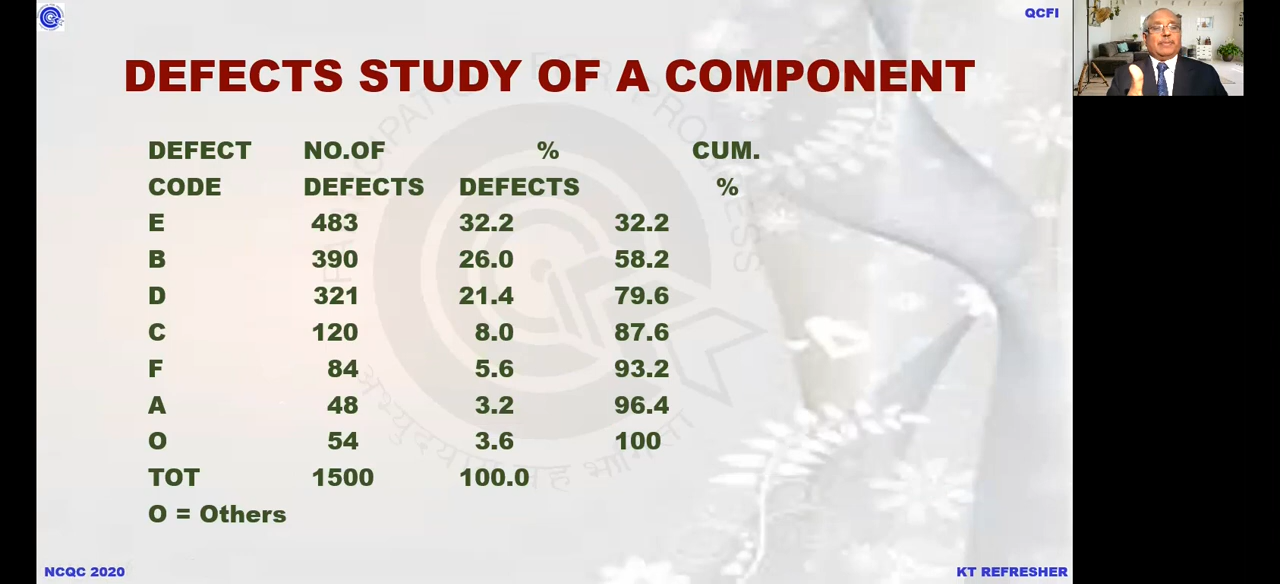 QCFI
DEFECTS STUDY OF A COMPONENT
DEFECT NO.OF % CUM.
CODE DEFECTS DEFECTS %
E 483 32.2 32.2
B 390 26.0 58.2
D 321 21.4 79.6
C 120 8.0 87.6
F 84 5.6 93.2
A 48 3.2 96.4
O 54 3.6 100
TOT 1500 100.0
O = Others
NCQC 2020 KT REFRESHER